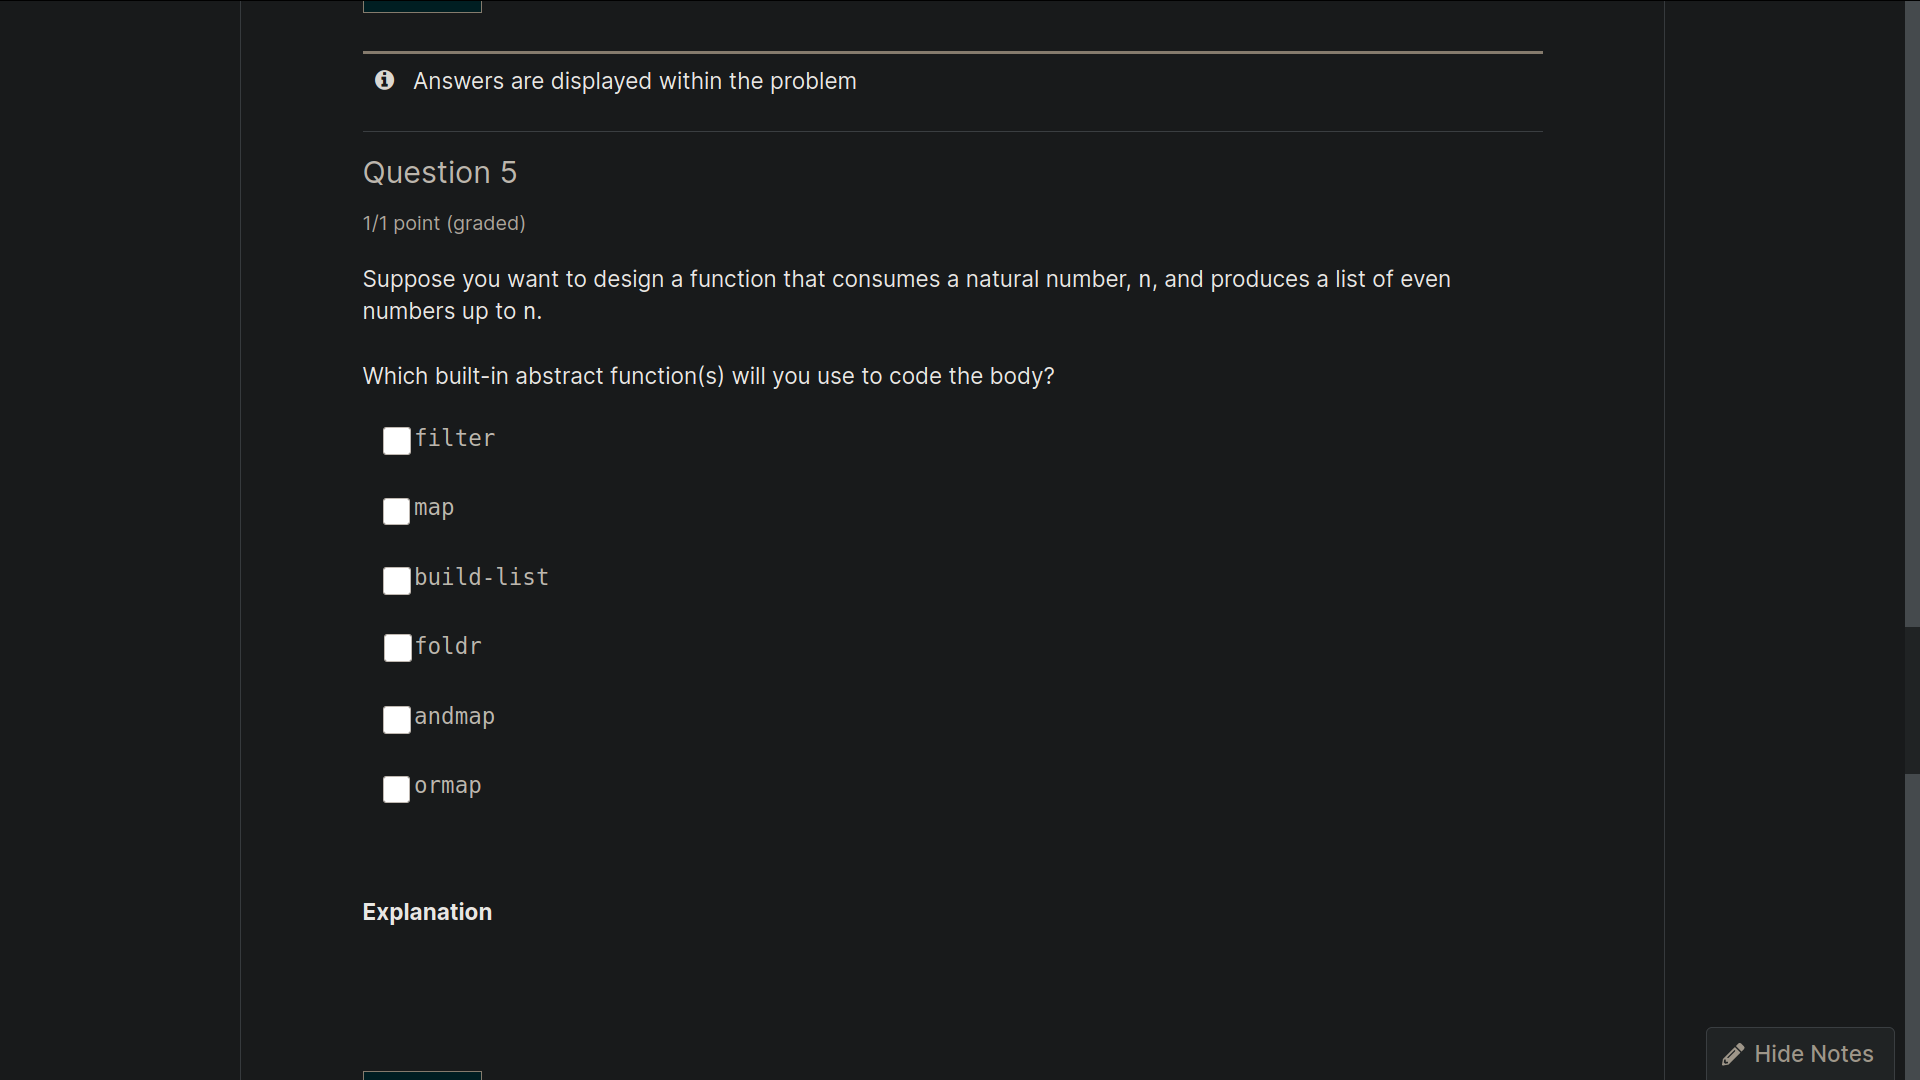 Answers are displayed within the problem
Question 5
1/1 point (graded)
Suppose you want to design a function that consumes a natural number, n, and produces a list of even
numbers up to n.
Which built-in abstract function(s) will you use to code the body?
filter
map
build-list
foldr
andmap
ormap
Explanation
Hide Notes